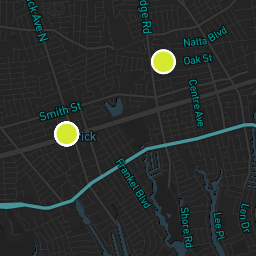 ck Ave N
dge Rd
Natta Blvd
Oak St
Smith St
Centre Ave
ick
Frankel Blvd
Shore Rd
Lee Pl
Len Dr